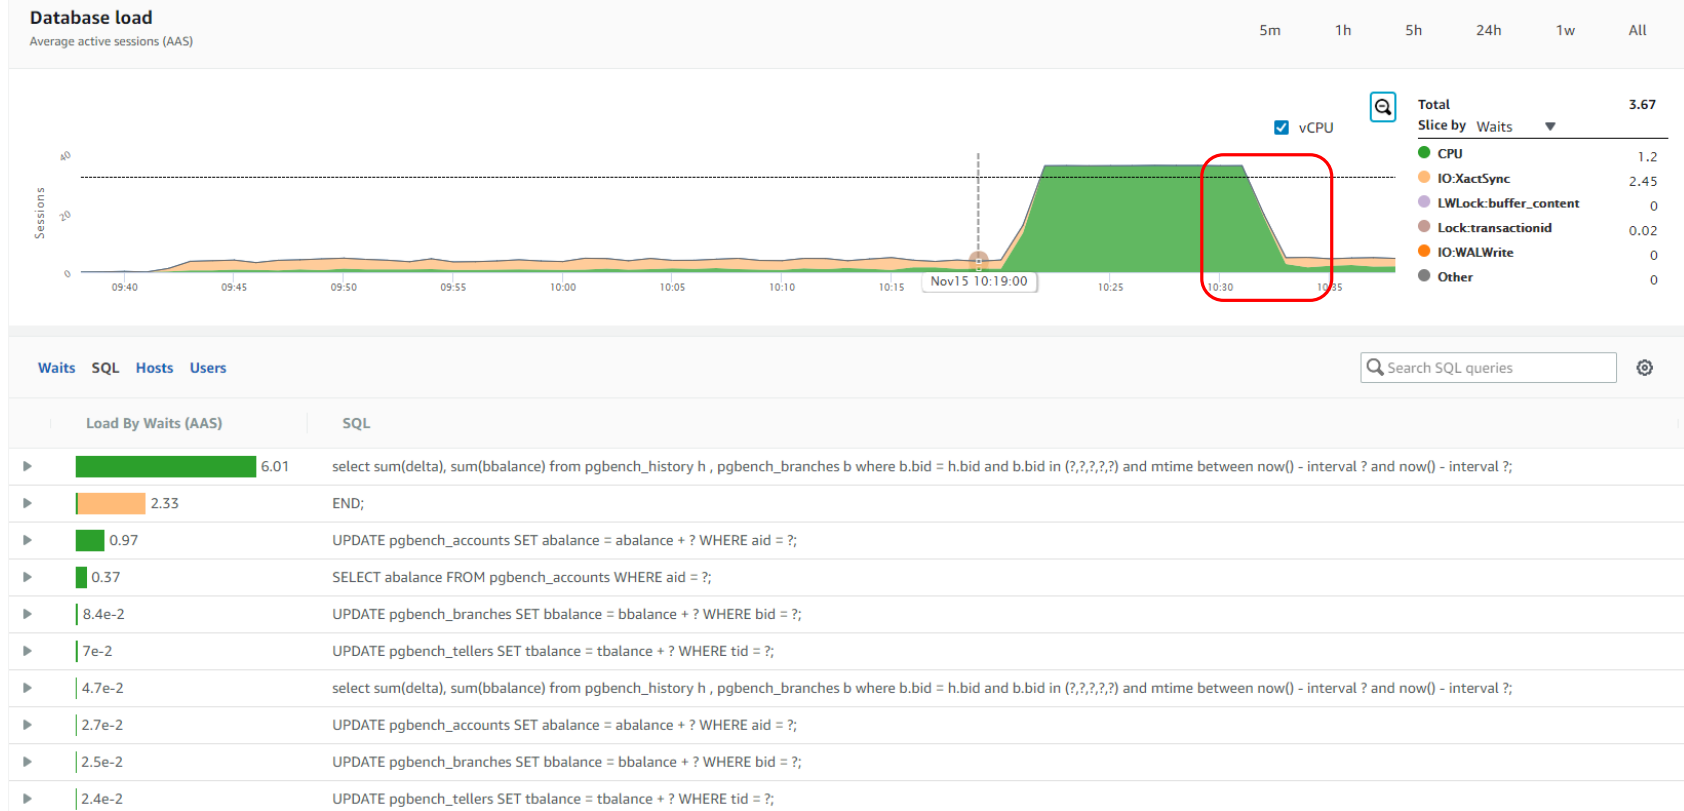 Database load
Average active sessions (AAS)
5m 1h 5h 24h 1w All
vCPU
Total 3.67
Slice by Waits
CPU 1.2
IO:XactSync 2.45
LWLock:buffer_content 0
Lock:transactionid 0.02
IO:WALWrite 0
Other 0
Sessions
40
20
0
09:40 09:45 09:50 09:55 10:00 10:05 10:10 10:15 Nov15 10:19:00 10:25 10:30 10:35
Waits SQL Hosts Users
Search SQL queries
Load By Waits (AAS) SQL
6.01 select sum(delta), sum(bbalance) from pgbench_history h , pgbench_branches b where b.bid = h.bid and b.bid in (?,?,?,?,?) and mtime between now() - interval ? and now() - interval ?;
2.33 END;
0.97 UPDATE pgbench_accounts SET abalance = abalance + ? WHERE aid = ?;
0.37 SELECT abalance FROM pgbench_accounts WHERE aid = ?;
8.4e-2 UPDATE pgbench_branches SET bbalance = bbalance + ? WHERE bid = ?;
7e-2 UPDATE pgbench_tellers SET tbalance = tbalance + ? WHERE tid = ?;
4.7e-2 select sum(delta), sum(bbalance) from pgbench_history h , pgbench_branches b where b.bid = h.bid and b.bid in (?,?,?,?,?) and mtime between now() - interval ? and now() - interval ?;
2.7e-2 UPDATE pgbench_accounts SET abalance = abalance + ? WHERE aid = ?;
2.5e-2 UPDATE pgbench_branches SET bbalance = bbalance + ? WHERE bid = ?;
2.4e-2 UPDATE pgbench_tellers SET tbalance = tbalance + ? WHERE tid = ?;